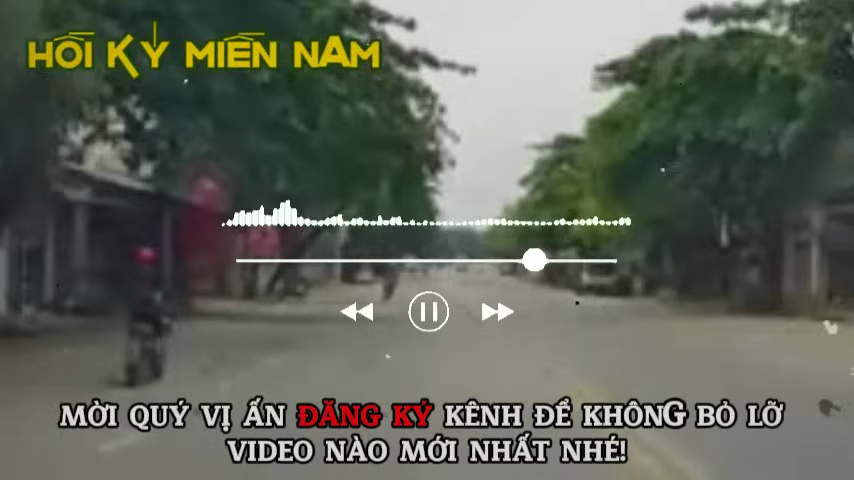 HỒI KÝ MIỀN NAM
MỜI QUÝ VỊ ẤN ĐĂNG KÝ KÊNH ĐỂ KHÔNG BỎ LỠ
VIDEO NÀO MỚI NHẤT NHÉ!